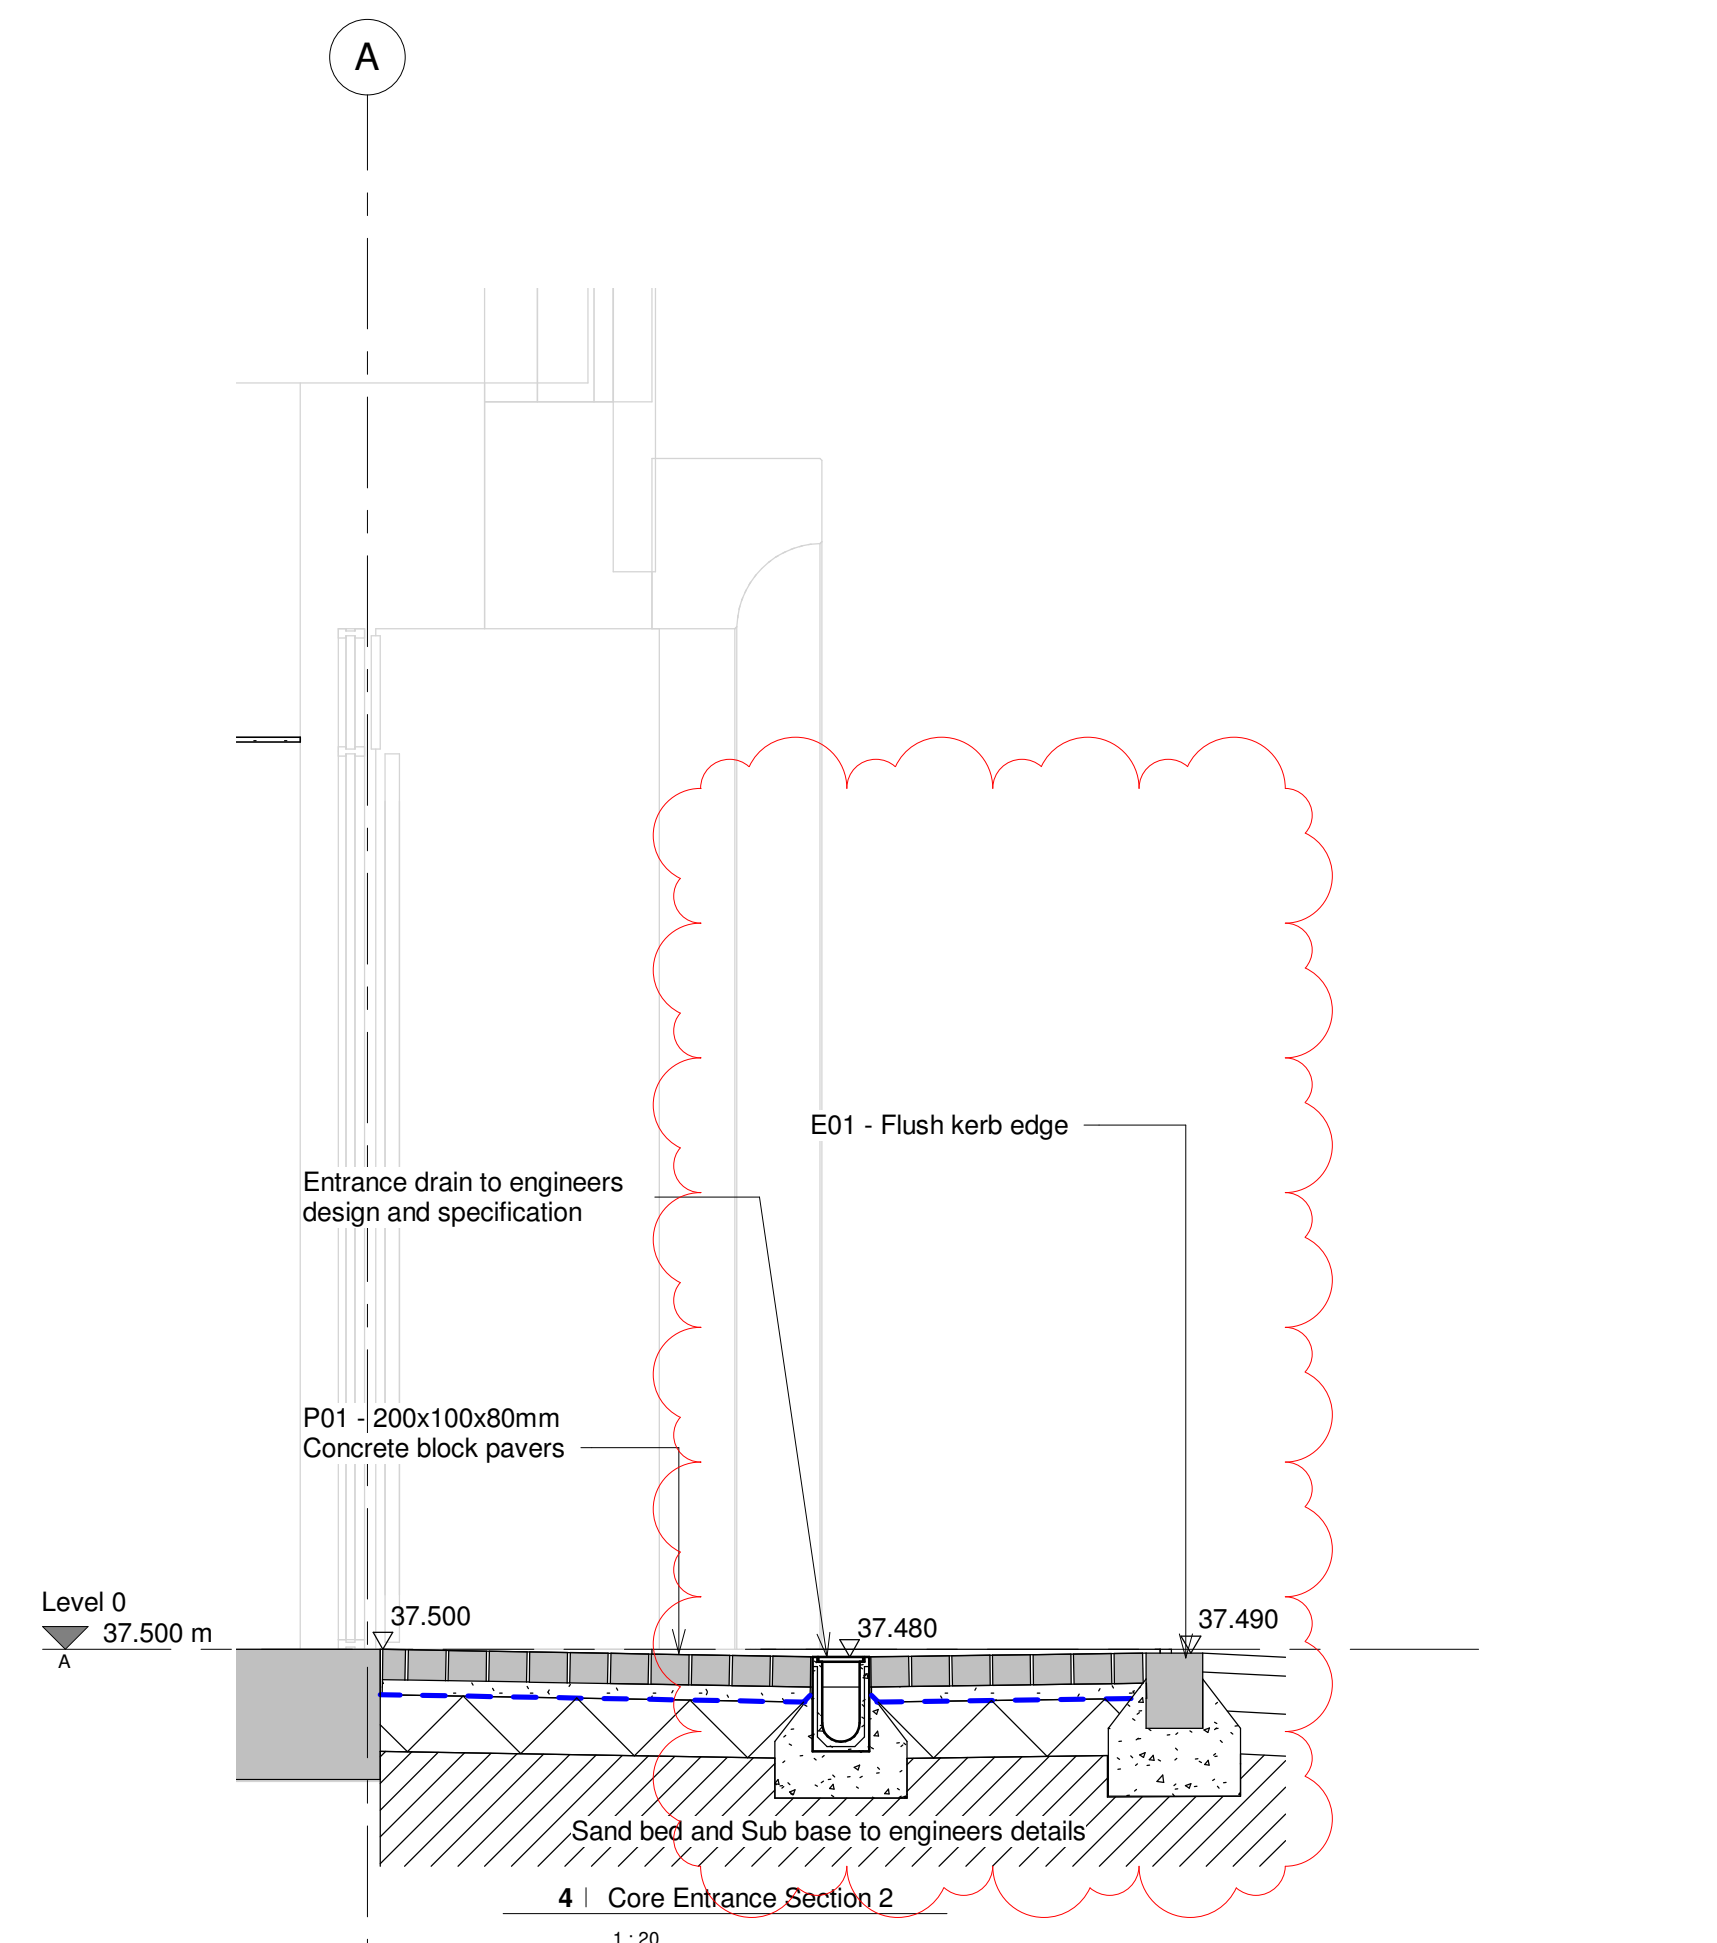 A
E01 - Flush kerb edge
Entrance drain to engineers
design and specification
P01 - 200x100x80mm
Concrete block pavers
Level 0
37.500 m
A
37.500
37.480
37.490
Sand bed and Sub base to engineers details
4 | Core Entrance Section 2
1 : 20